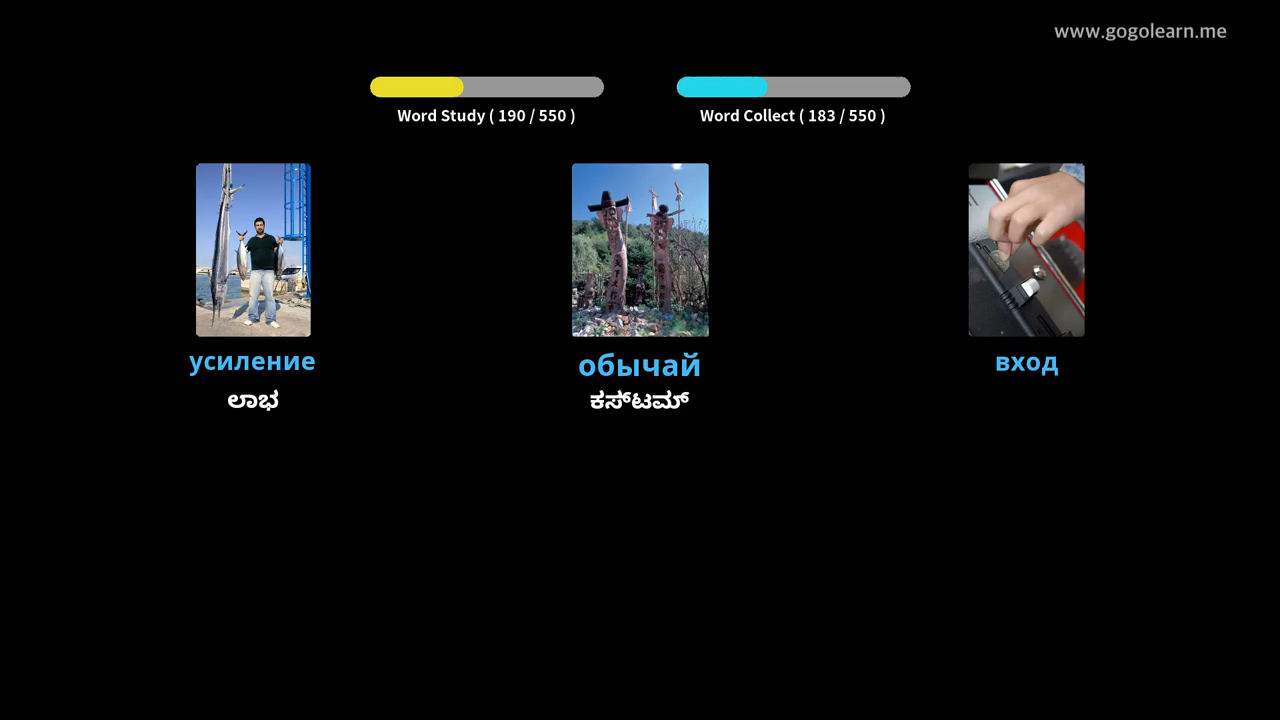 www.gogolearn.me
Word Study ( 190 / 550 )
Word Collect ( 183 / 550 )
усиление
обычай
вход
ಲಾಭ
ಕಸ್‌ಟಮ್